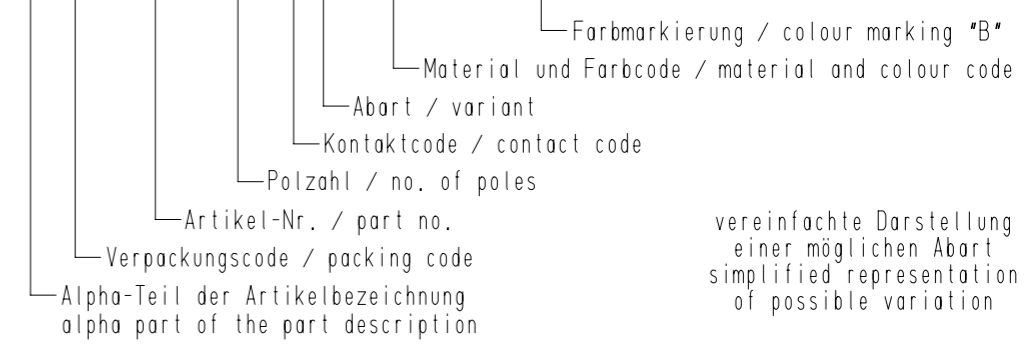 Farbmarkierung / colour marking "B"
Material und Farbcode / material and colour code
Abart / variant
Kontaktcode / contact code
Polzahl / no. of poles
Artikel-Nr. / part no.
Verpackungscode / packing code
Alpha-Teil der Artikelbezeichnung
alpha part of the part description
vereinfachte Darstellung
einer möglichen Abart
simplified representation
of possible variation